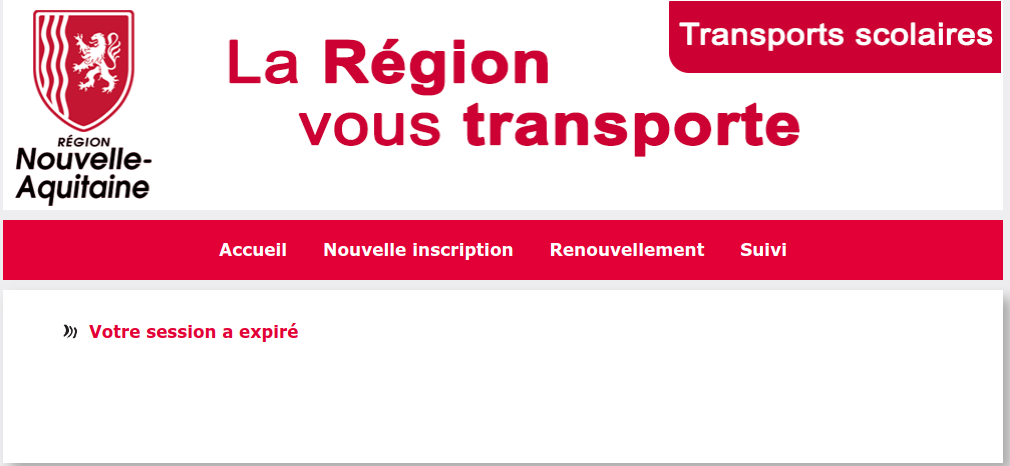 RÉGION
Nouvelle-
Aquitaine
La Région
vous transporte
Transports scolaires
Accueil Nouvelle inscription Renouvellement Suivi
Votre session a expiré